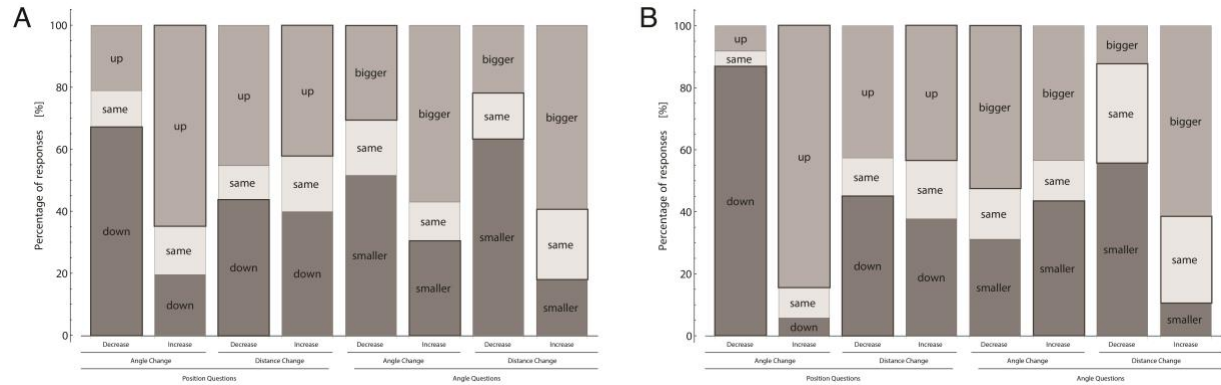 A
Percentage of responses [%]
100
80
60
40
20
0
up
same
down
up
same
down
up
same
down
up
same
down
bigger
same
smaller
bigger
same
smaller
bigger
same
smaller
bigger
same
smaller
Decrease Increase Decrease Increase Decrease Increase Decrease Increase
Angle Change Distance Change Angle Change Distance Change
Position Questions Angle Questions
B
Percentage of responses [%]
100
80
60
40
20
0
up
same
down
up
same
down
up
same
down
up
same
down
bigger
same
smaller
bigger
same
smaller
bigger
same
smaller
bigger
same
smaller
Decrease Increase Decrease Increase Decrease Increase Decrease Increase
Angle Change Distance Change Angle Change Distance Change
Position Questions Angle Questions